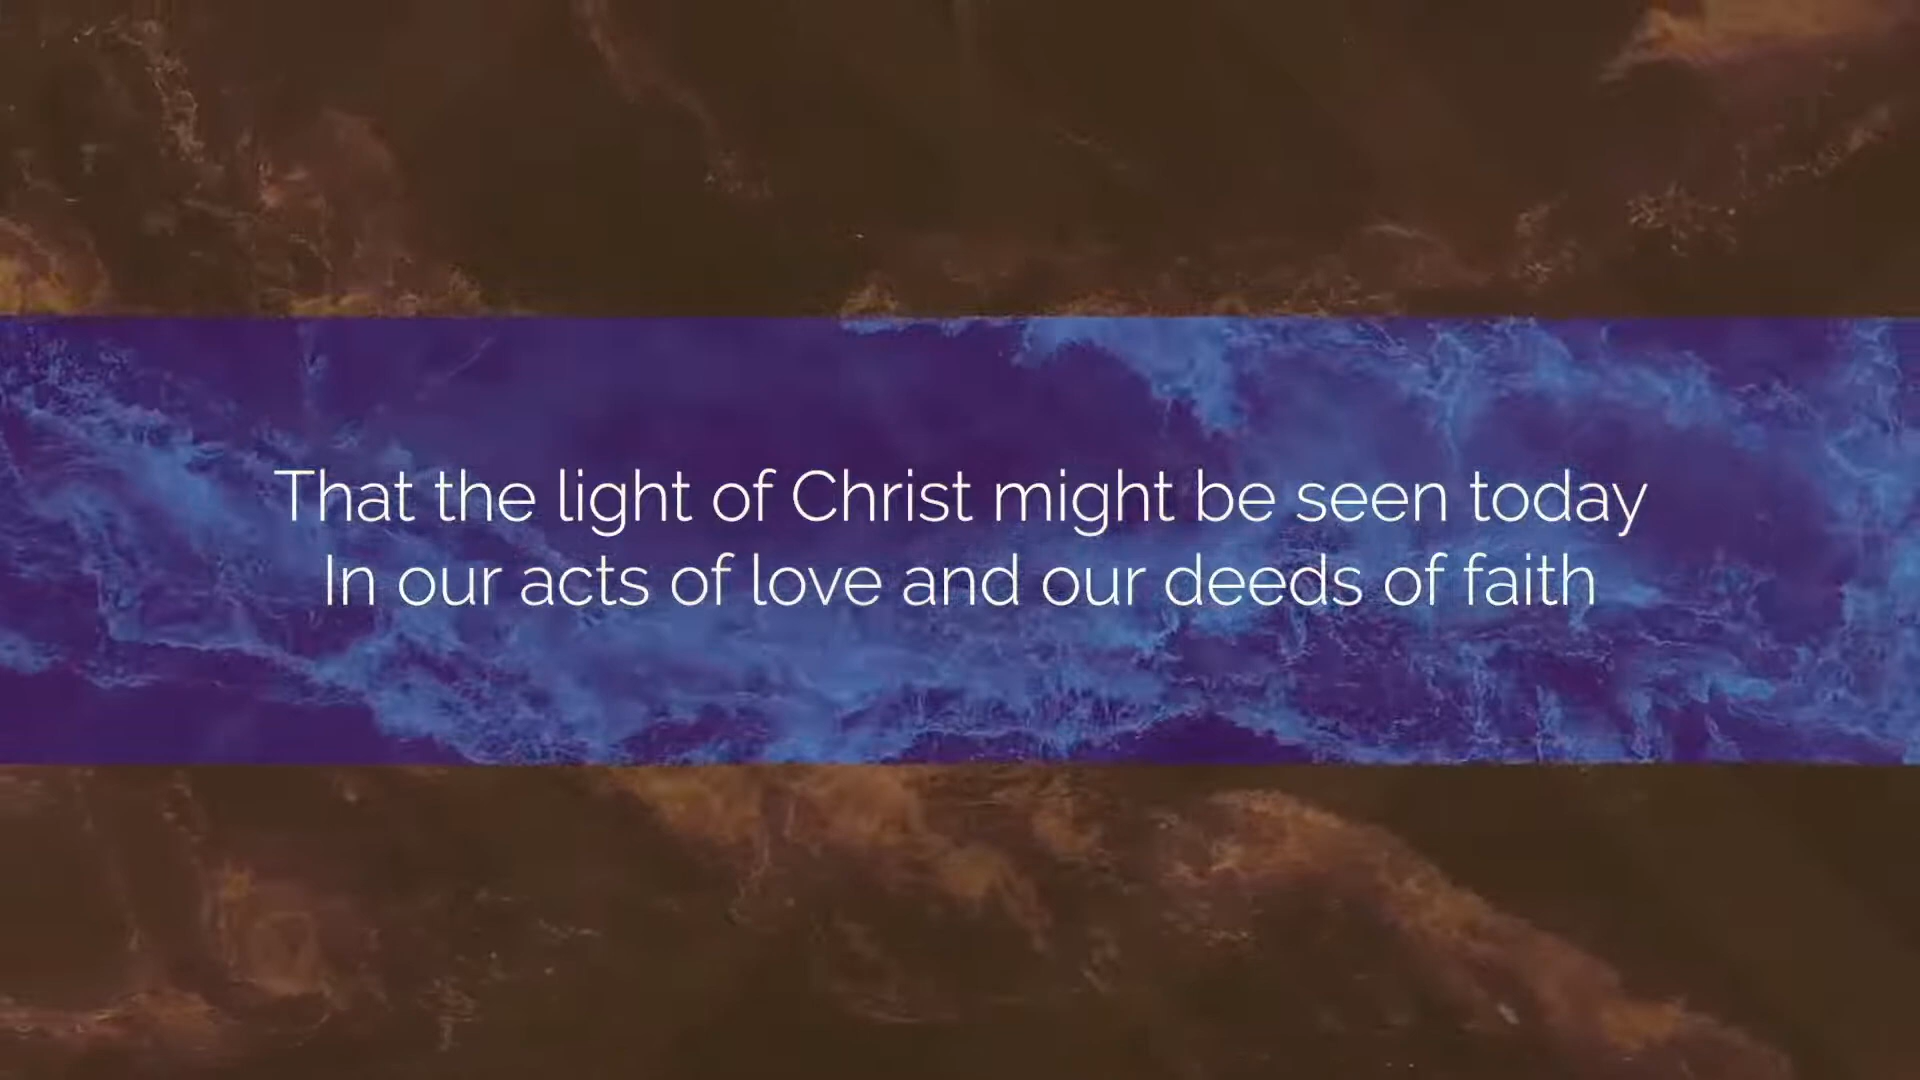 That the light of Christ might be seen today
In our acts of love and our deeds of faith